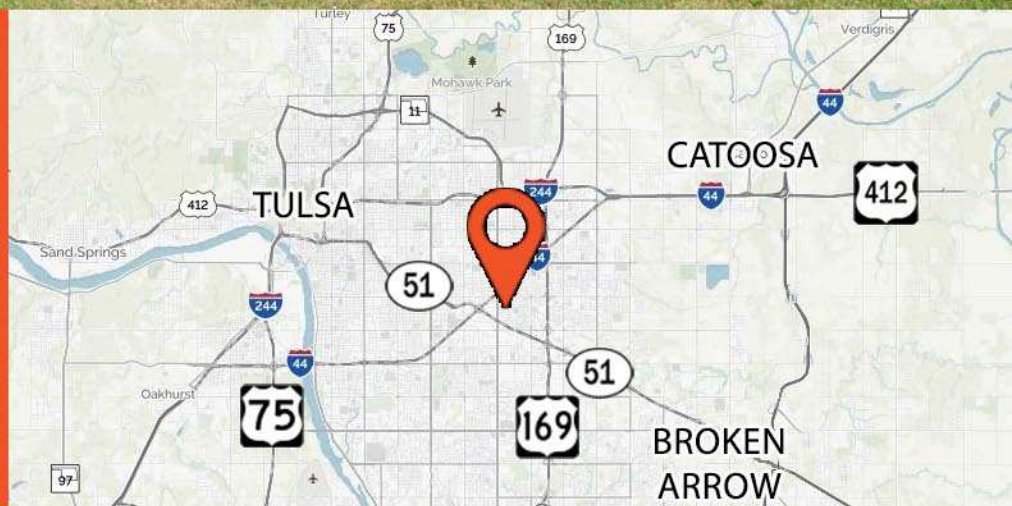 Turley
75
169
Verdigris
Mohawk Park
11
44
CATOOSA
244
44
412
412
TULSA
Sand Springs
44
51
244
44
51
Oakhurst
75
169
BROKEN
ARROW
97